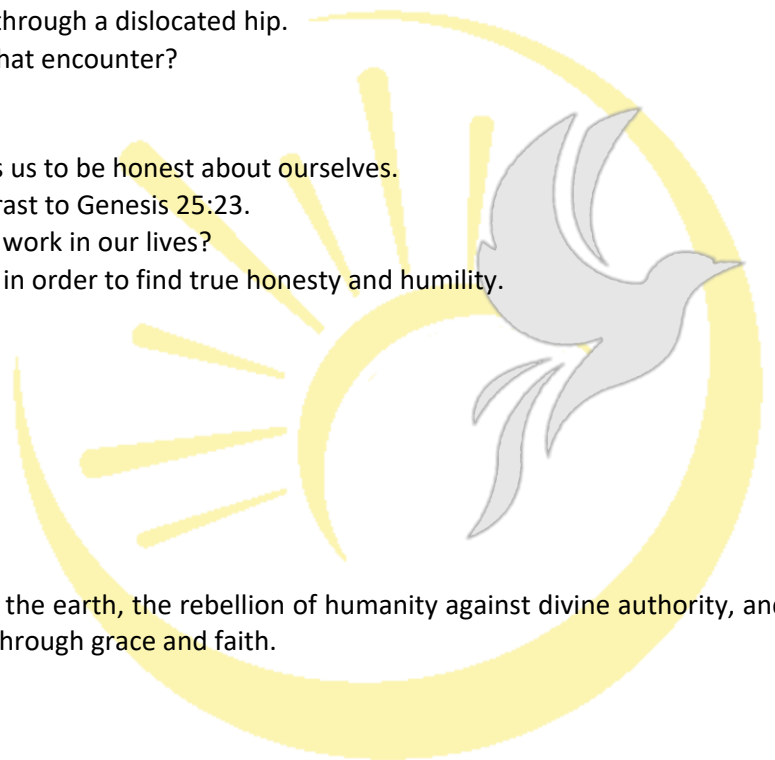 through a dislocated hip.
hat encounter?
s us to be honest about ourselves.
rast to Genesis 25:23.
work in our lives?
in order to find true honesty and humility.
the earth, the rebellion of humanity against divine authority, and
hrough grace and faith.